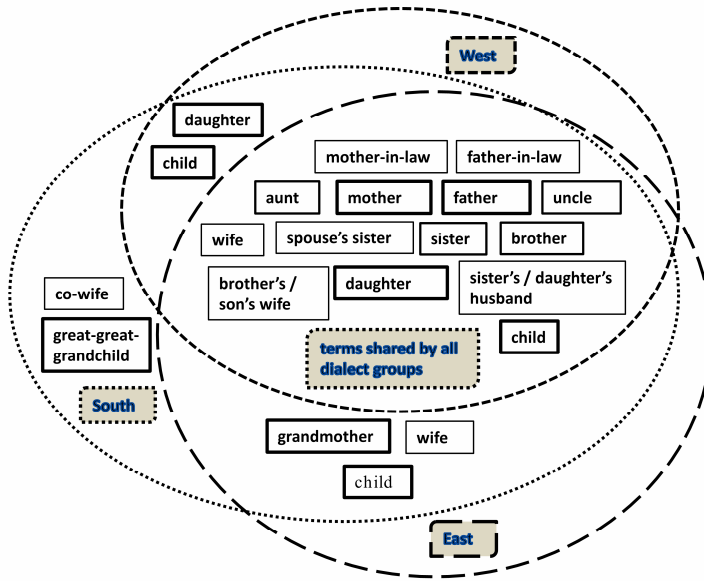 West
daughter
child
mother-in-law
father-in-law
aunt
mother
father
uncle
wife
spouse's sister
sister
brother
brother's /
son's wife
daughter
sister's / daughter's
husband
co-wife
great-great-
grandchild
child
terms shared by all
dialect groups
South
grandmother
wife
child
East